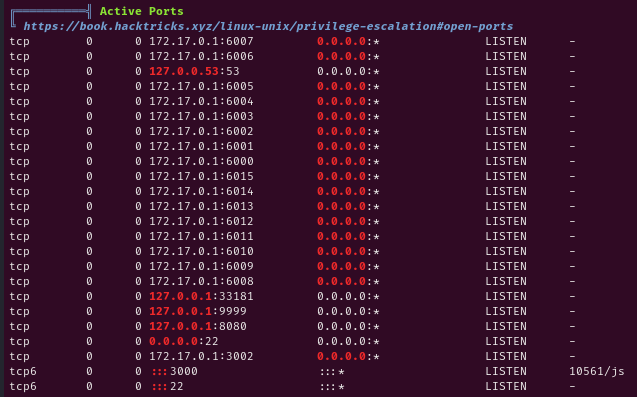 Active Ports
https://book.hacktricks.xyz/linux-unix/privilege-escalation#open-ports
tcp 0 0 172.17.0.1:6007 0.0.0.0:* LISTEN -
tcp 0 0 172.17.0.1:6006 0.0.0.0:* LISTEN -
tcp 0 0 127.0.0.53:53 0.0.0.0:* LISTEN -
tcp 0 0 172.17.0.1:6005 0.0.0.0:* LISTEN -
tcp 0 0 172.17.0.1:6004 0.0.0.0:* LISTEN -
tcp 0 0 172.17.0.1:6003 0.0.0.0:* LISTEN -
tcp 0 0 172.17.0.1:6002 0.0.0.0:* LISTEN -
tcp 0 0 172.17.0.1:6001 0.0.0.0:* LISTEN -
tcp 0 0 172.17.0.1:6000 0.0.0.0:* LISTEN -
tcp 0 0 172.17.0.1:6015 0.0.0.0:* LISTEN -
tcp 0 0 172.17.0.1:6014 0.0.0.0:* LISTEN -
tcp 0 0 172.17.0.1:6013 0.0.0.0:* LISTEN -
tcp 0 0 172.17.0.1:6012 0.0.0.0:* LISTEN -
tcp 0 0 172.17.0.1:6011 0.0.0.0:* LISTEN -
tcp 0 0 172.17.0.1:6010 0.0.0.0:* LISTEN -
tcp 0 0 172.17.0.1:6009 0.0.0.0:* LISTEN -
tcp 0 0 172.17.0.1:6008 0.0.0.0:* LISTEN -
tcp 0 0 127.0.0.1:33181 0.0.0.0:* LISTEN -
tcp 0 0 127.0.0.1:9999 0.0.0.0:* LISTEN -
tcp 0 0 127.0.0.1:8080 0.0.0.0:* LISTEN -
tcp 0 0 0.0.0.0:22 0.0.0.0:* LISTEN -
tcp 0 0 172.17.0.1:3002 0.0.0.0:* LISTEN -
tcp6 0 0 :::3000 :::* LISTEN 10561/js
tcp6 0 0 :::22 :::* LISTEN -